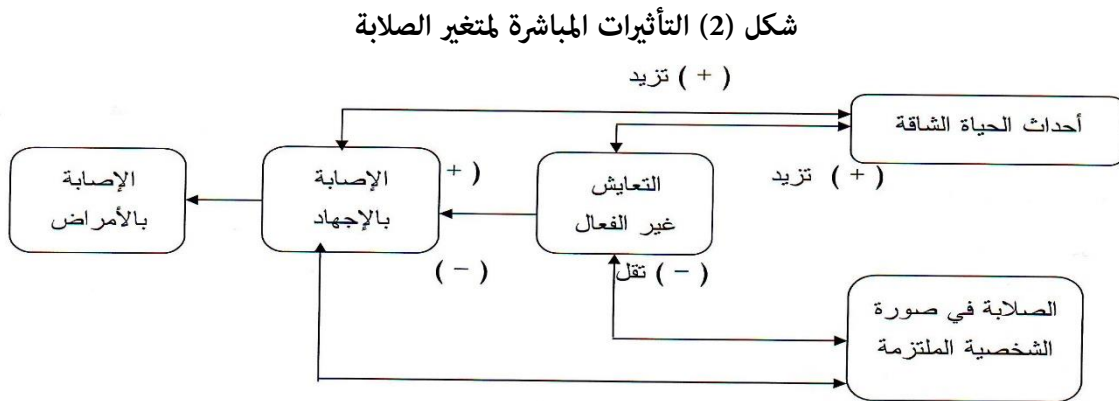 شكل (2) التأثيرات المباشرة لمتغير الصلابة
( + ) تزيد
أحداث الحياة الشاقة
( + ) تزيد
التعايش
غير الفعال
( +
الإصابة
بالإجهاد
الإصابة
بالأمراض
( − ) تقل
( − )
الصلابة في صورة
الشخصية الملتزمة